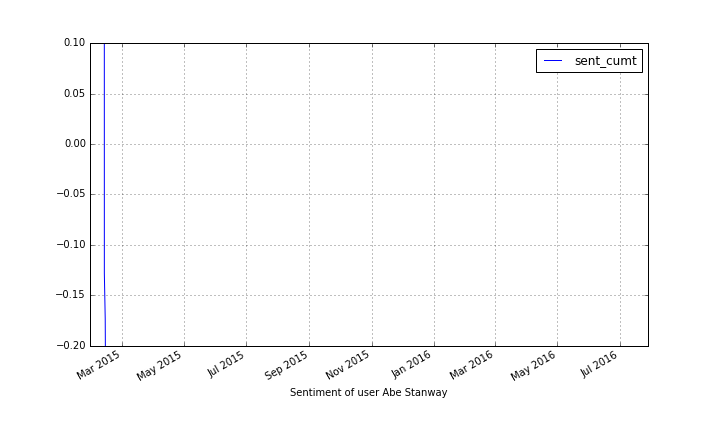 0.10
0.05
0.00
−0.05
−0.10
−0.15
−0.20
sent_cumt
Mar 2015
May 2015
Jul 2015
Sep 2015
Nov 2015
Jan 2016
Mar 2016
May 2016
Jul 2016
Sentiment of user Abe Stanway